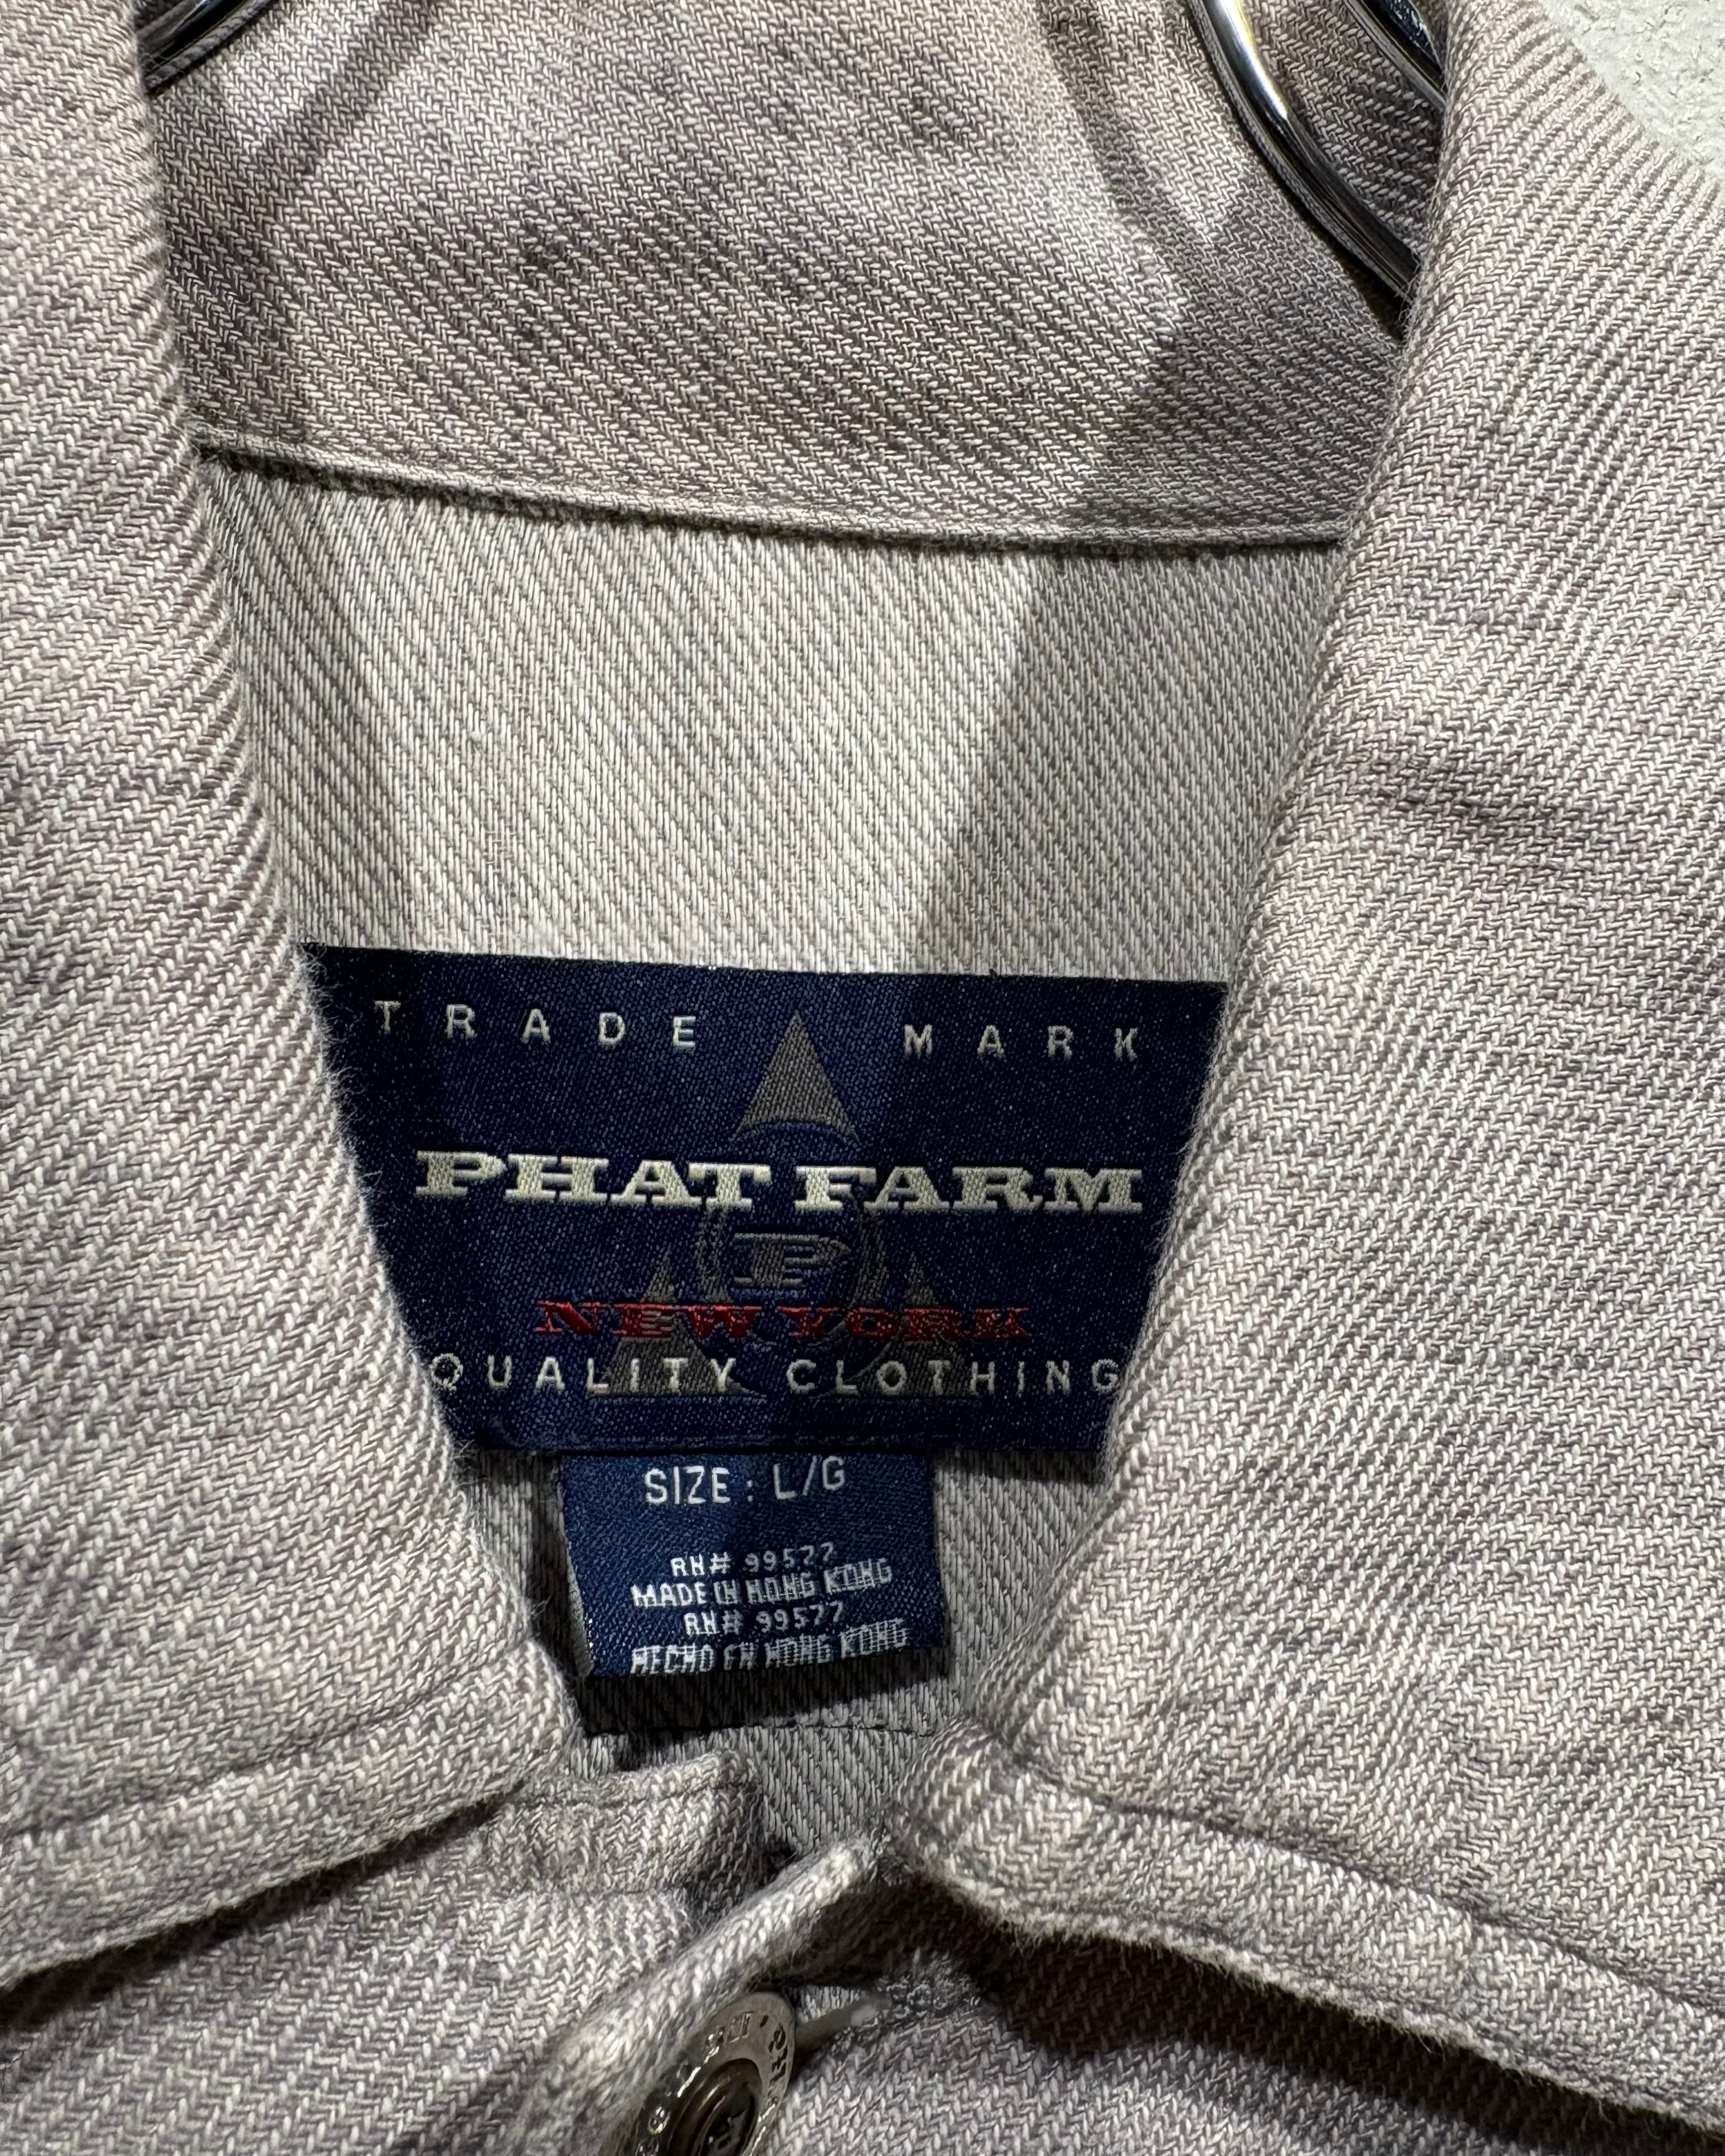 TRADE MARK
PHAT FARM
P
NEW YORK
QUALITY CLOTHING
SIZE : L/G
RN# 99577
MADE IN HONG KONG
RN# 99577
HECHO EN HONG KONG